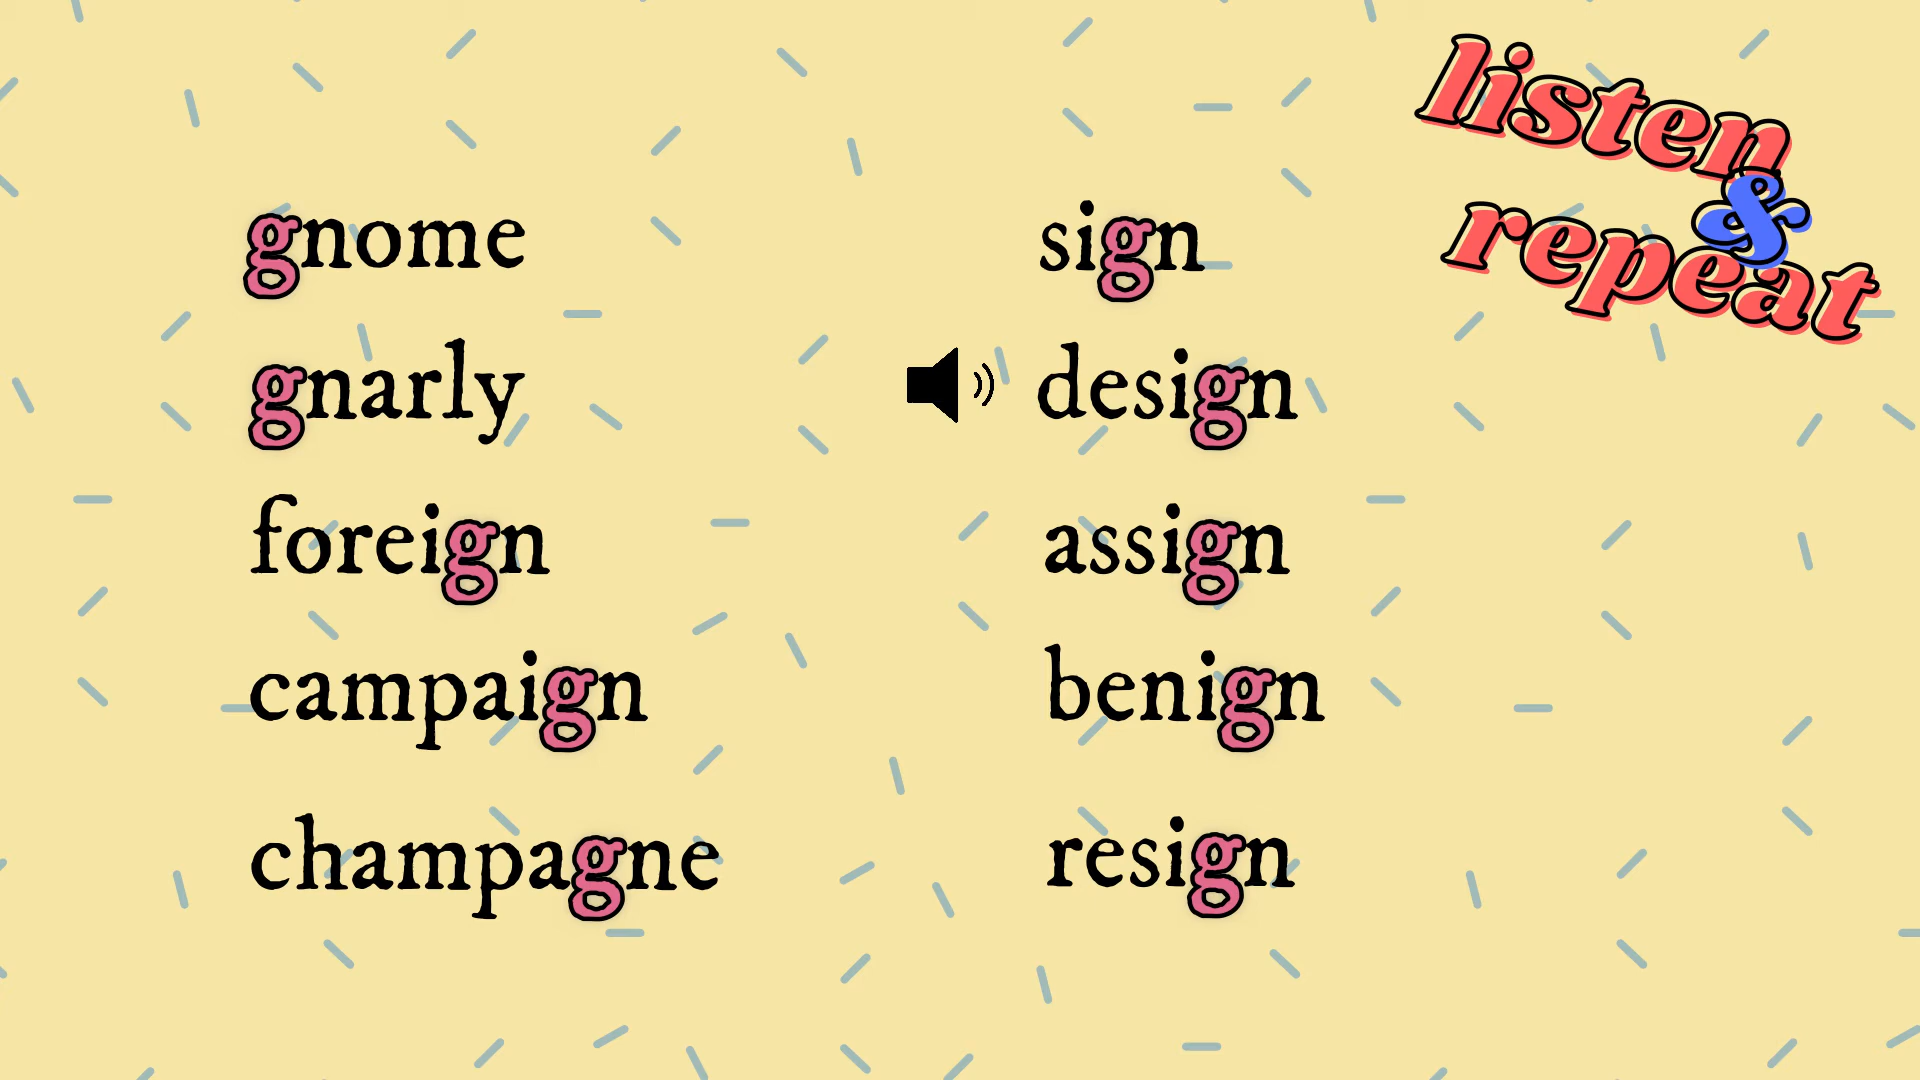 listen
&
repeat
gnome
gnarly
foreign
campaign
champagne
sign
design
assign
benign
resign